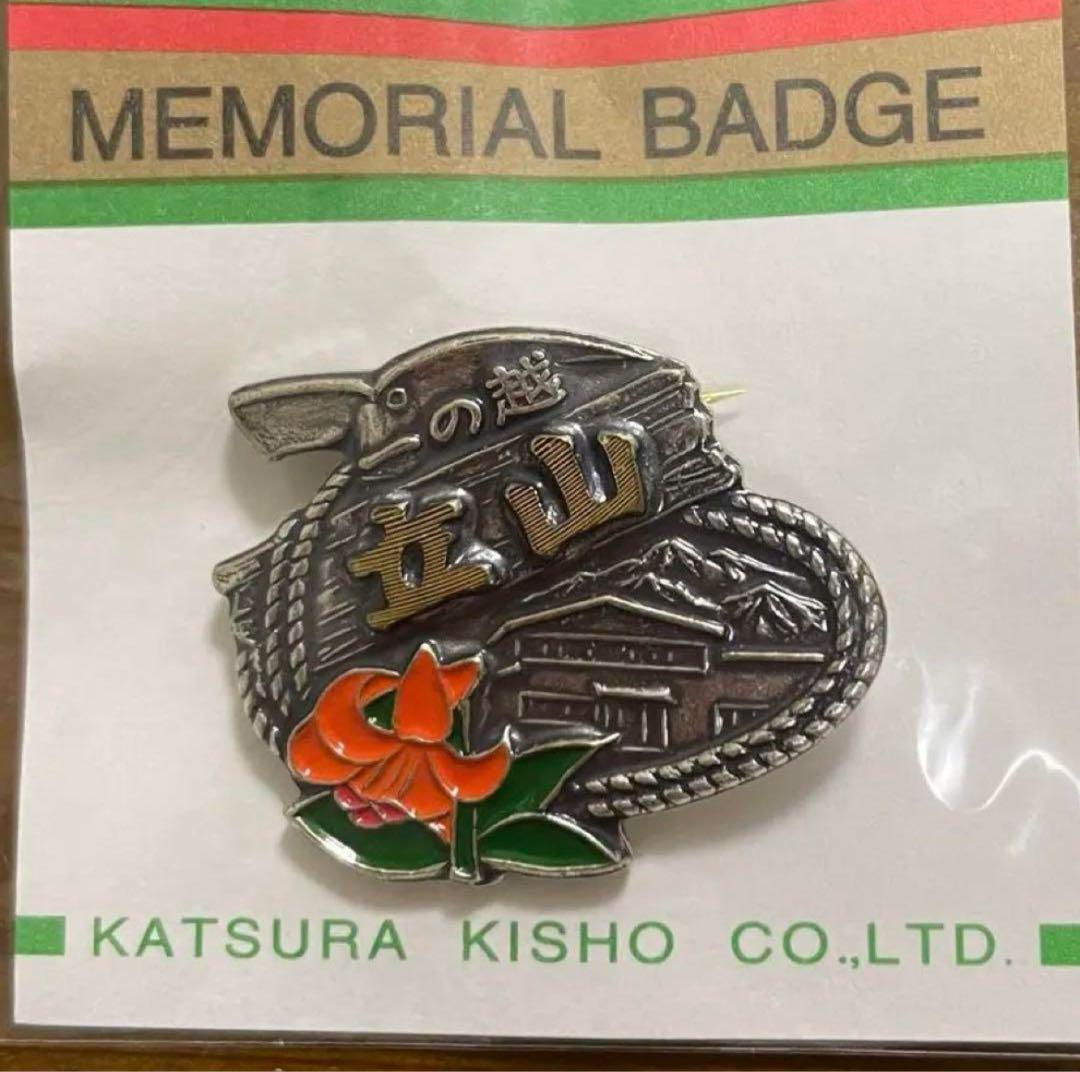 MEMORIAL BADGE
一の越
立山
KATSURA KISHO CO.,LTD.